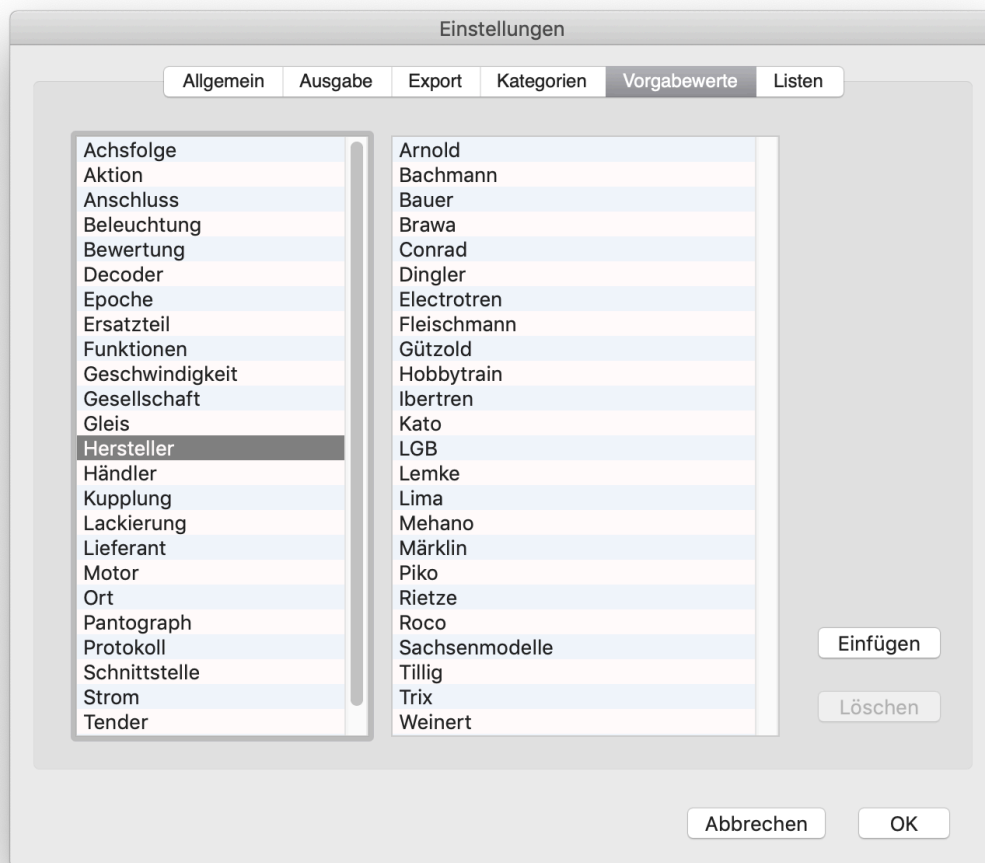 Einstellungen
Allgemein Ausgabe Export Kategorien Vorgabewerte Listen
Achsfolge
Aktion
Anschluss
Beleuchtung
Bewertung
Decoder
Epoche
Ersatzteil
Funktionen
Geschwindigkeit
Gesellschaft
Gleis
Hersteller
Händler
Kupplung
Lackierung
Lieferant
Motor
Ort
Pantograph
Protokoll
Schnittstelle
Strom
Tender
Arnold
Bachmann
Bauer
Brawa
Conrad
Dingler
Electrotren
Fleischmann
Gützold
Hobbytrain
Ibertren
Kato
LGB
Lemke
Lima
Mehano
Märklin
Piko
Rietze
Roco
Sachsenmodelle
Tillig
Trix
Weinert
Einfügen
Löschen
Abbrechen OK